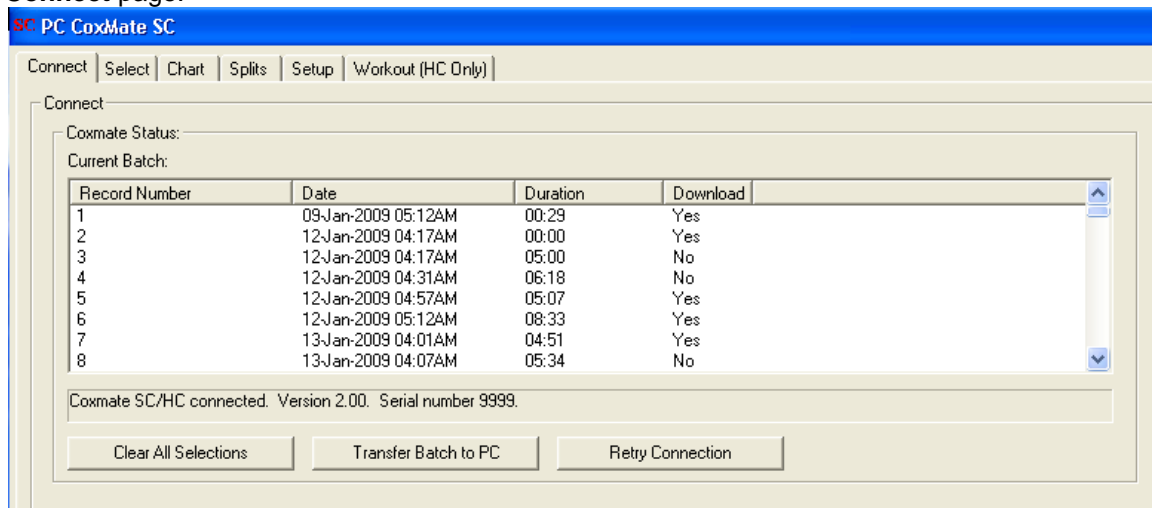 Connect page.
SC PC CoxMate SC
Connect Select Chart Splits Setup Workout (HC Only)
Connect
Coxmate Status:
Current Batch:
Record Number Date Duration Download
1 09-Jan-2009 05:12AM 00:29 Yes
2 12-Jan-2009 04:17AM 00:00 Yes
3 12-Jan-2009 04:17AM 05:00 No
4 12-Jan-2009 04:31AM 06:18 No
5 12-Jan-2009 04:57AM 05:07 Yes
6 12-Jan-2009 05:12AM 08:33 Yes
7 13-Jan-2009 04:01AM 04:51 Yes
8 13-Jan-2009 04:07AM 05:34 No
Coxmate SC/HC connected. Version 2.00. Serial number 9999.
Clear All Selections Transfer Batch to PC Retry Connection